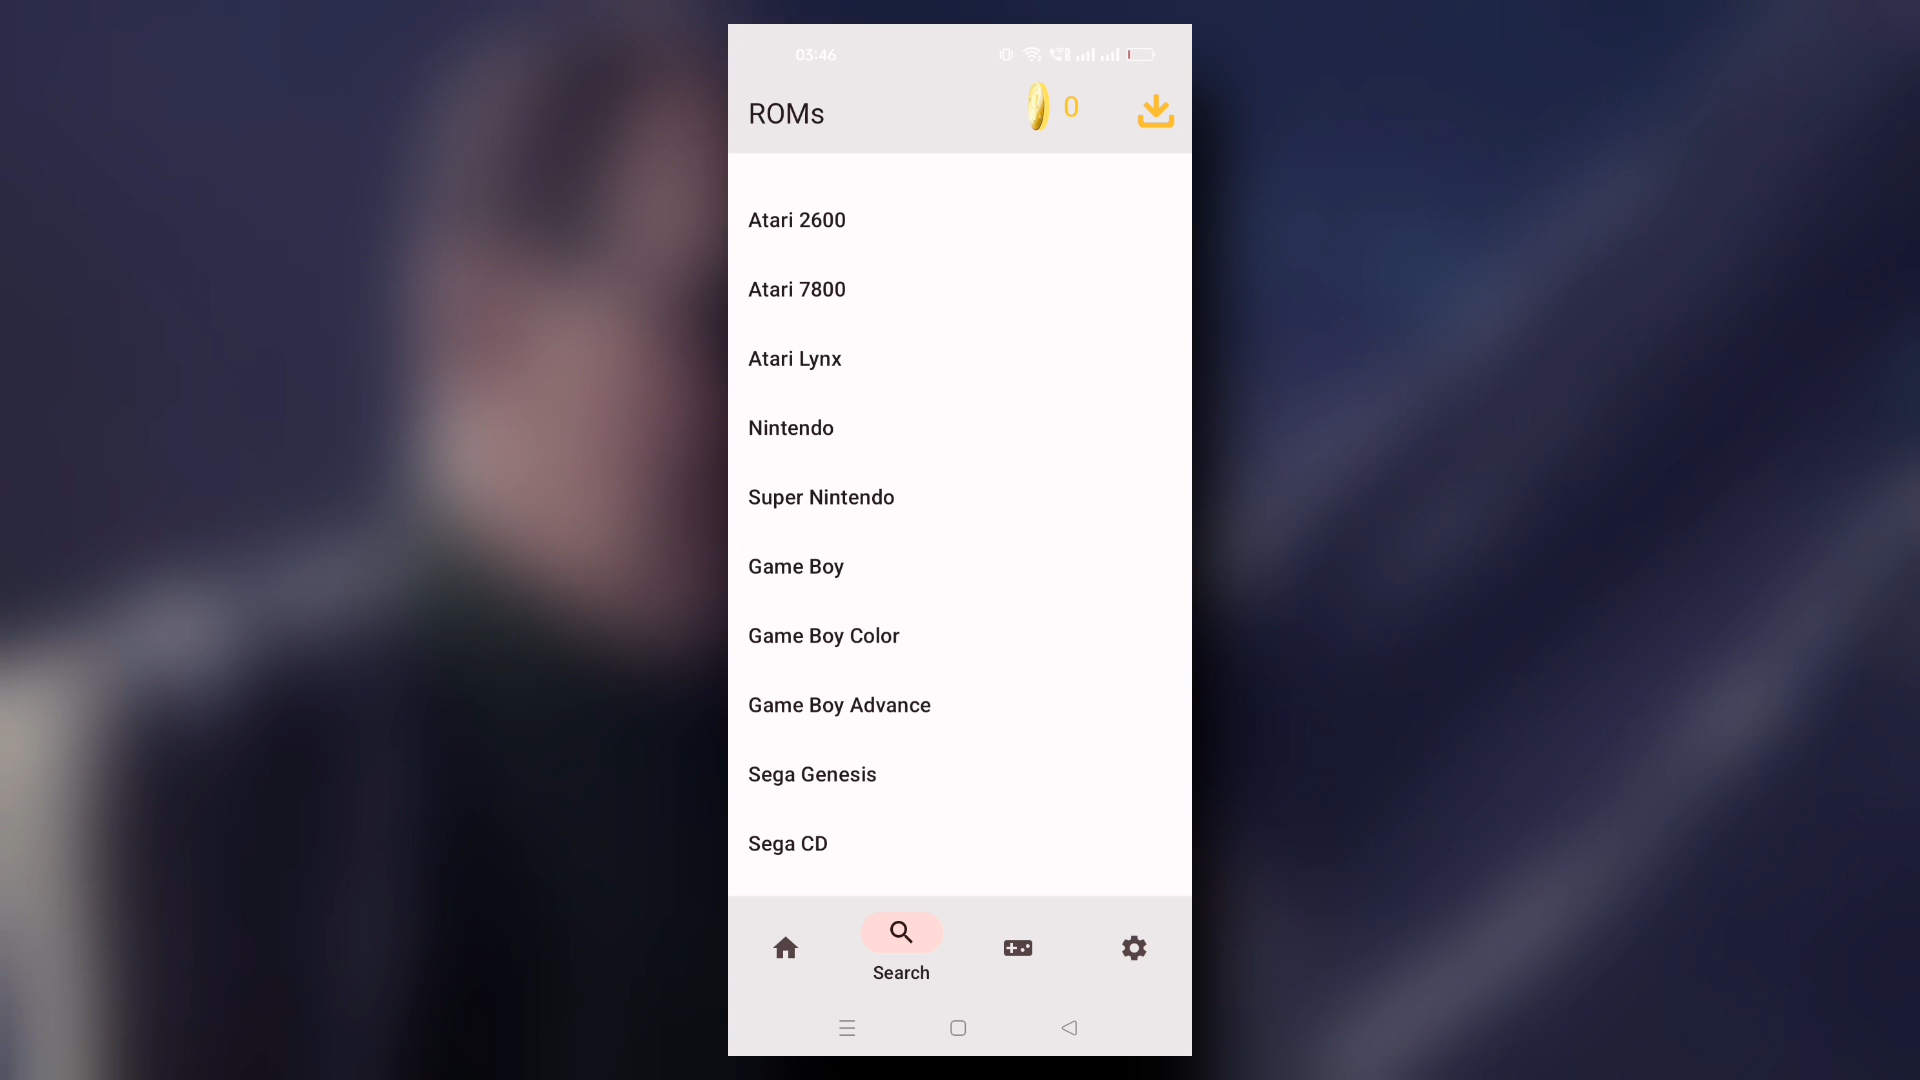 03:46
ROMs
0
Atari 2600
Atari 7800
Atari Lynx
Nintendo
Super Nintendo
Game Boy
Game Boy Color
Game Boy Advance
Sega Genesis
Sega CD
Search